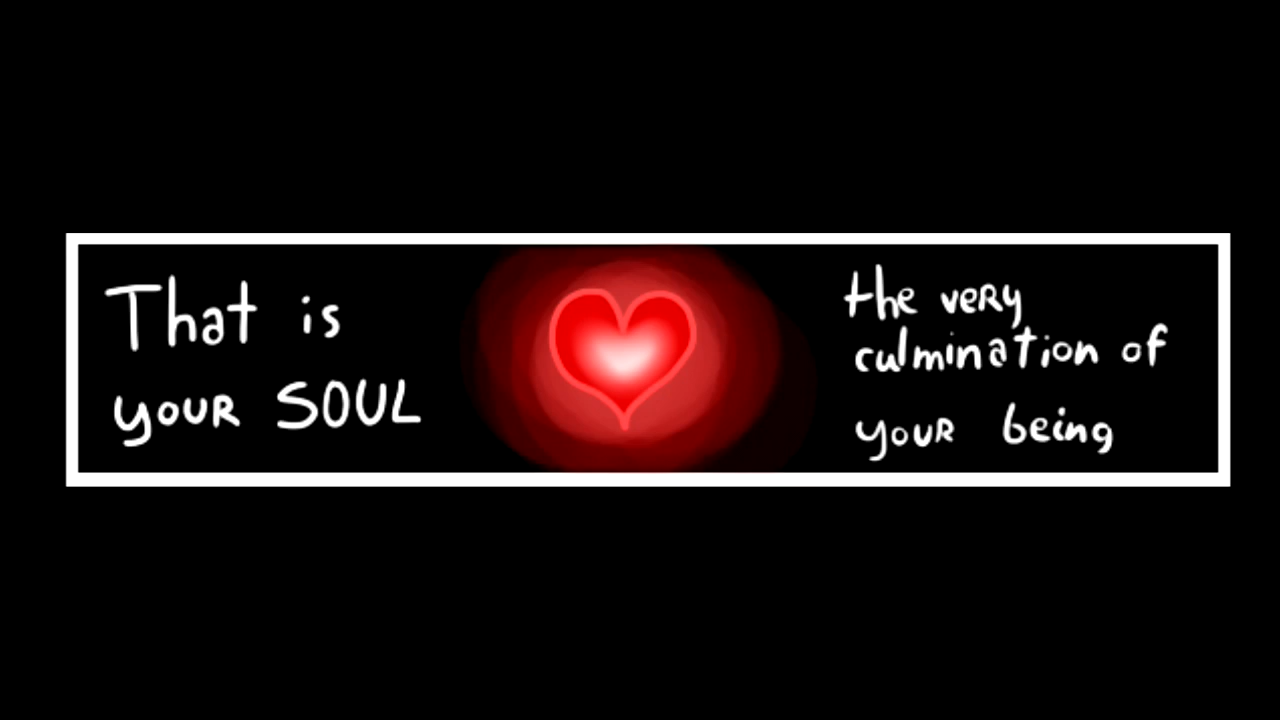 That is
your SOUL
the very
culmination of
your being